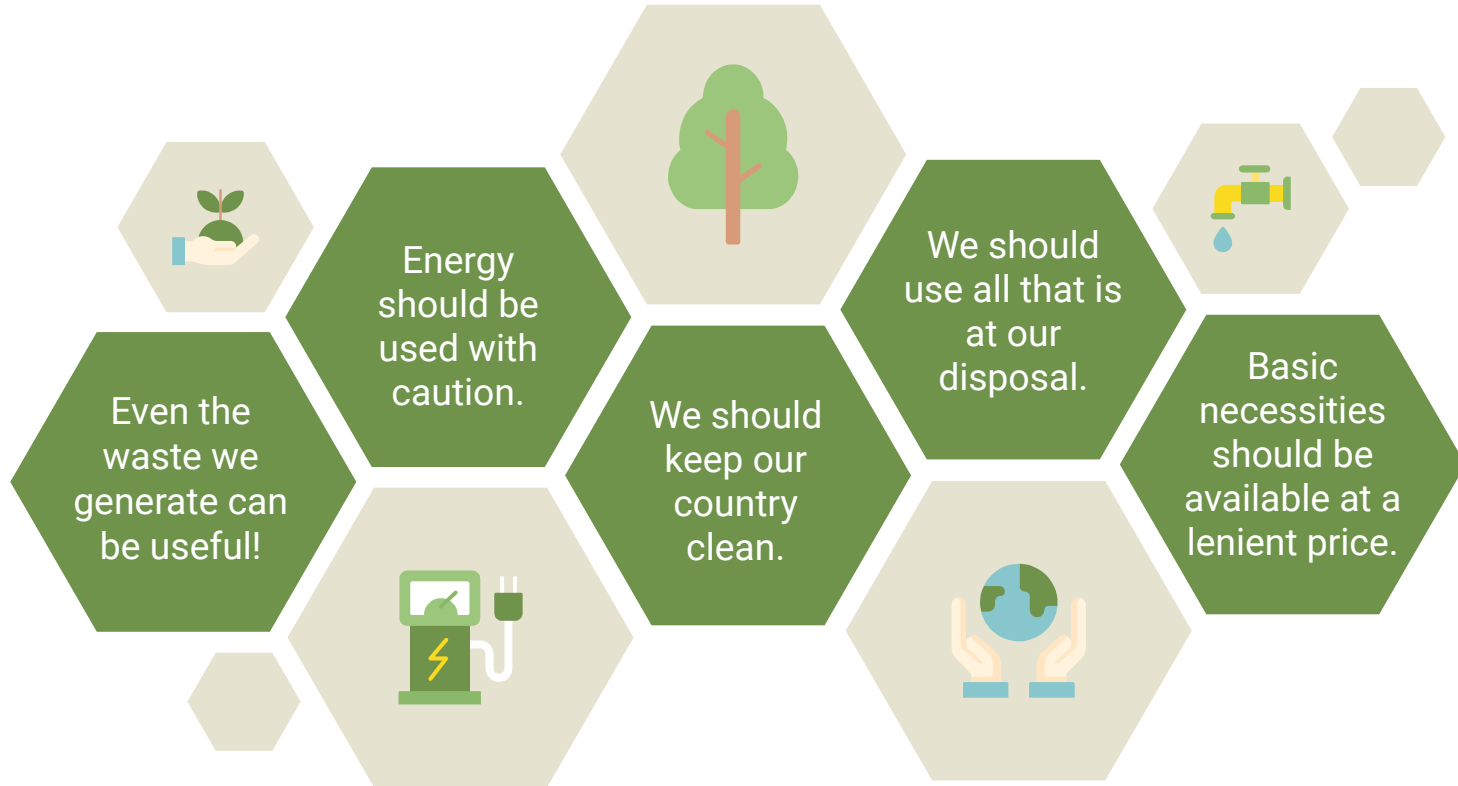 Even the
waste we
generate can
be useful!
Energy
should be
used with
caution.
We should
keep our
country
clean.
We should
use all that is
at our
disposal.
Basic
necessities
should be
available at a
lenient price.